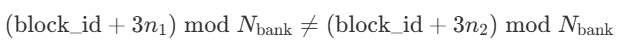 (block_id + 3n₁) mod N_bank ≠ (block_id + 3n₂) mod N_bank